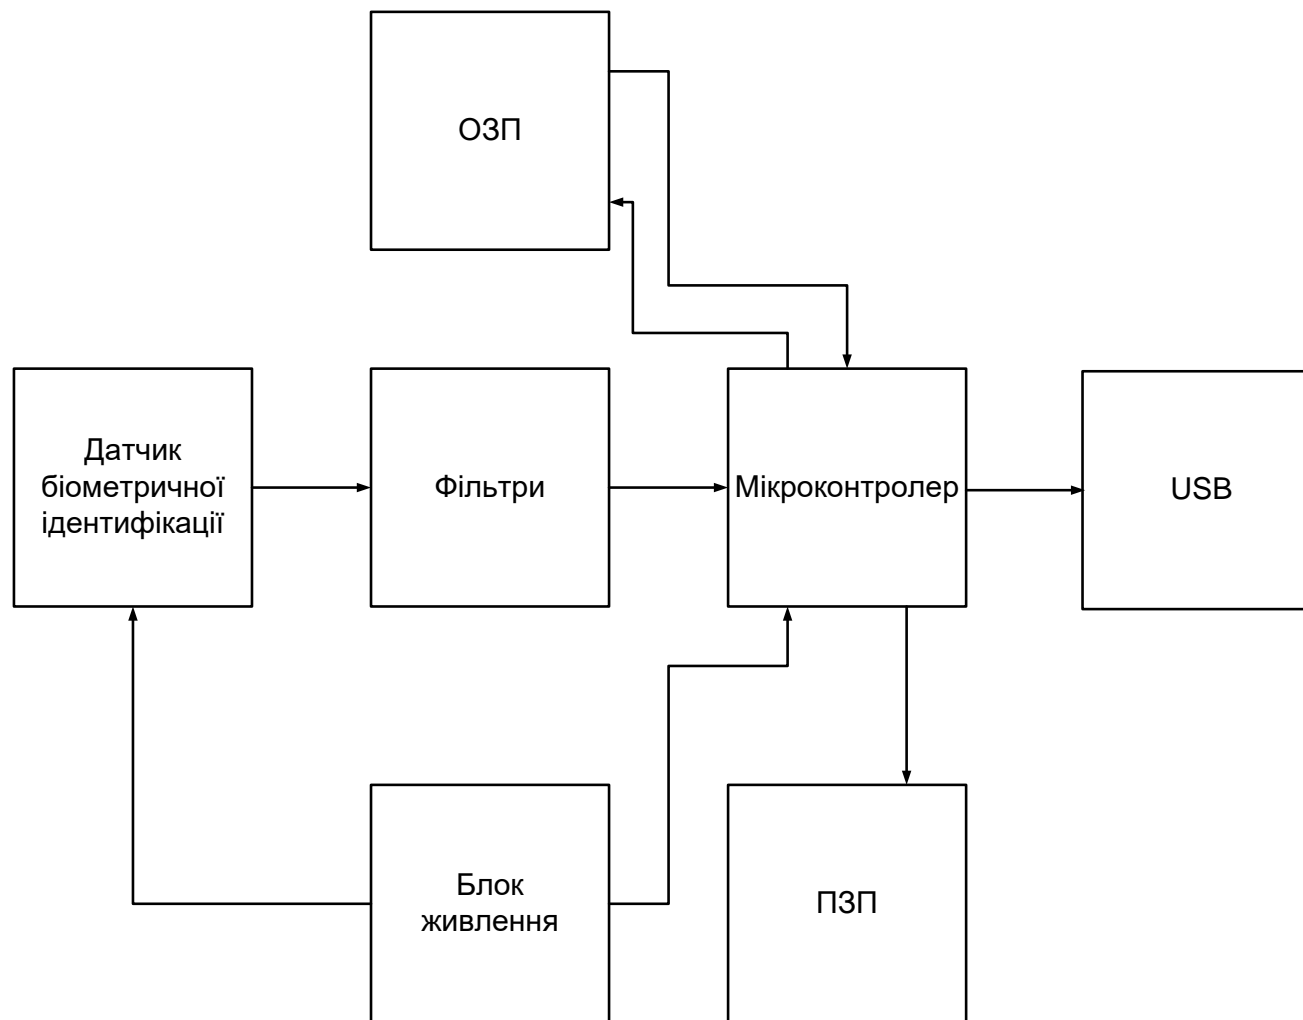 ОЗП
Датчик
біометричної
ідентифікації
Фільтри
Мікроконтролер
USB
Блок
живлення
ПЗП